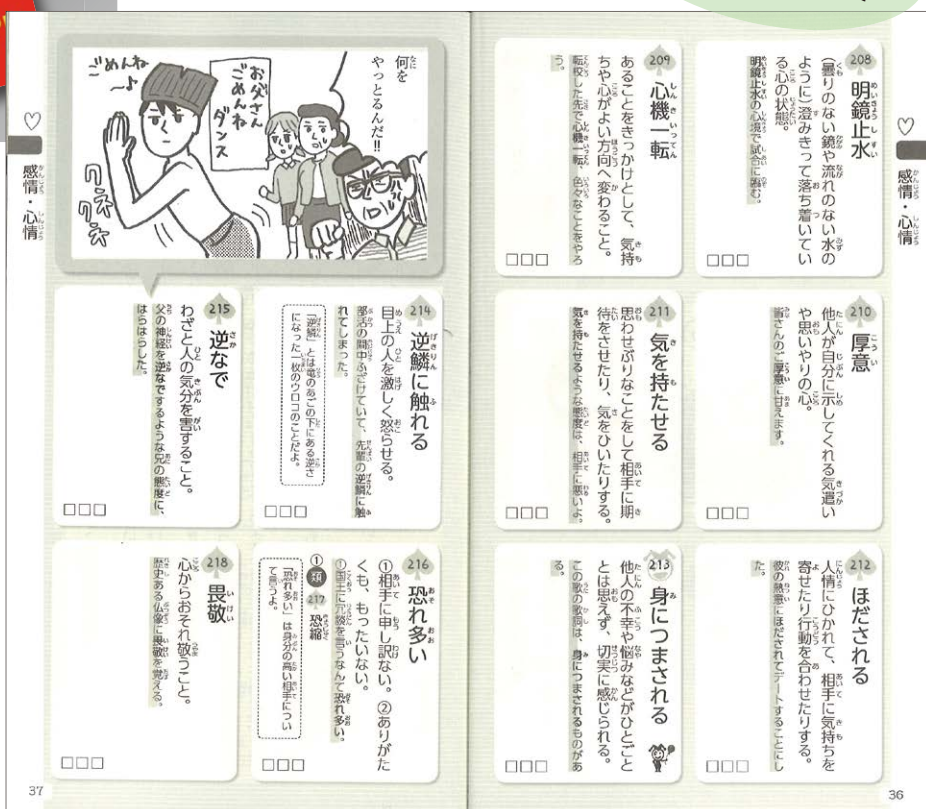 感情・心情
208 明鏡止水
(曇りのない鏡や流れのない水の
ように)澄みきって落ち着いてい
る心の状態。
明鏡止水の心境で試合に臨む。
209 心機一転
あることをきっかけとして、気持
ちや心がよい方向へ変わること。
転校した先で心機一転、色々なことをやろ
う。
210 厚意
他人が自分に示してくれる気遣い
や思いやりの心。
皆さんのご厚意に甘えます。
211 気を持たせる
思わせぶりなことをして相手に期
待をさせたり、気をひいたりする。
気を持たせるような態度は、相手に悪いよ。
212 ほだされる
人情にひかれて、相手に気持ちを
寄せたり行動を合わせたりする。
彼の熱意にほだされてデートすることにし
た。
213 身につまされる
他人の不幸や悩みなどがひとごと
とは思えず、切実に感じられる。
この歌の歌詞は、身につまされるものがあ
る。
36
何を
やっとるんだ!!
お父さん
ごめんね
ダンス
ごめんね
〜♪
クネ
クネ
214 逆鱗に触れる
目上の人を激しく怒らせる。
部活の間中ふざけていて、先輩の逆鱗に触
れてしまった。
「逆鱗」とは竜のあごの下にある逆さ
になった一枚のウロコのことだよ。
215 逆なで
わざと人の気分を害すること。
父の神経を逆なでするような兄の態度に、
はらはらした。
216 恐れ多い
①相手に申し訳ない。②ありがた
くも、もったいない。
①国王に冗談を言うなんて恐れ多い。
①類 217 恐縮
「恐れ多い」は身分の高い相手につい
て言うよ。
218 畏敬
心からおそれ敬うこと。
歴史ある仏像に畏敬を覚える。
感情・心情
37